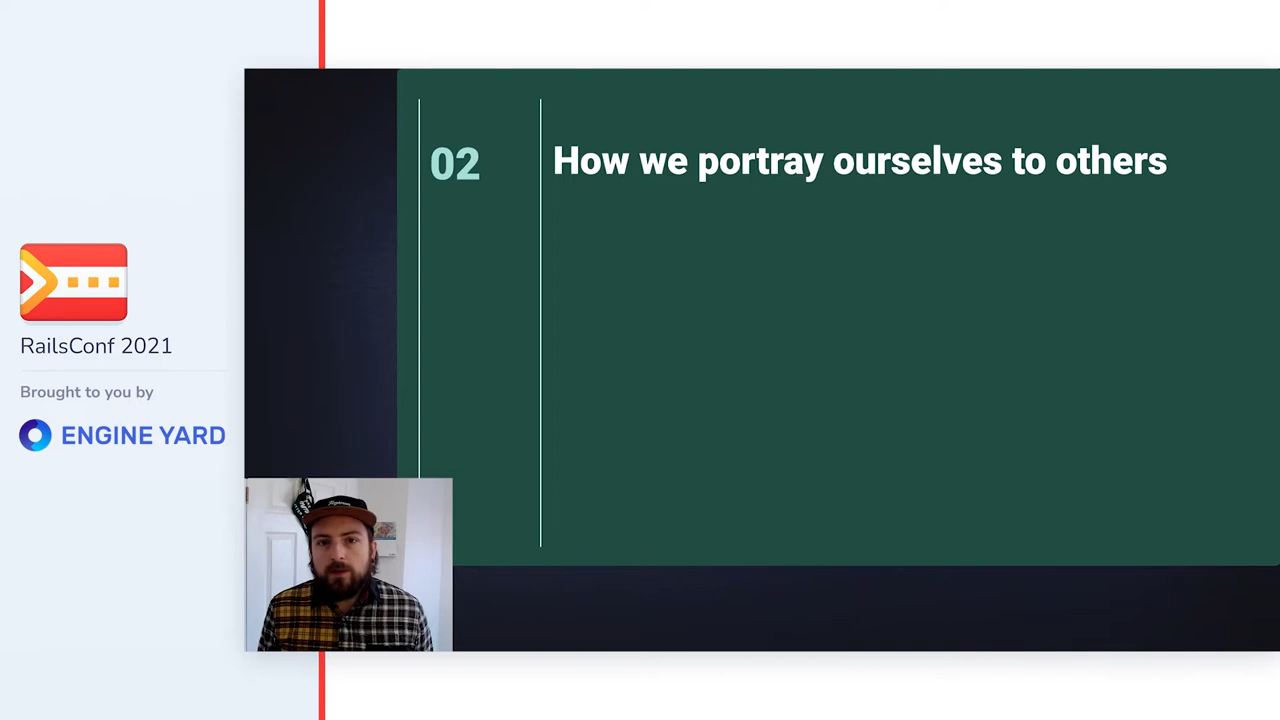 02
How we portray ourselves to others
RailsConf 2021
Brought to you by
ENGINE YARD